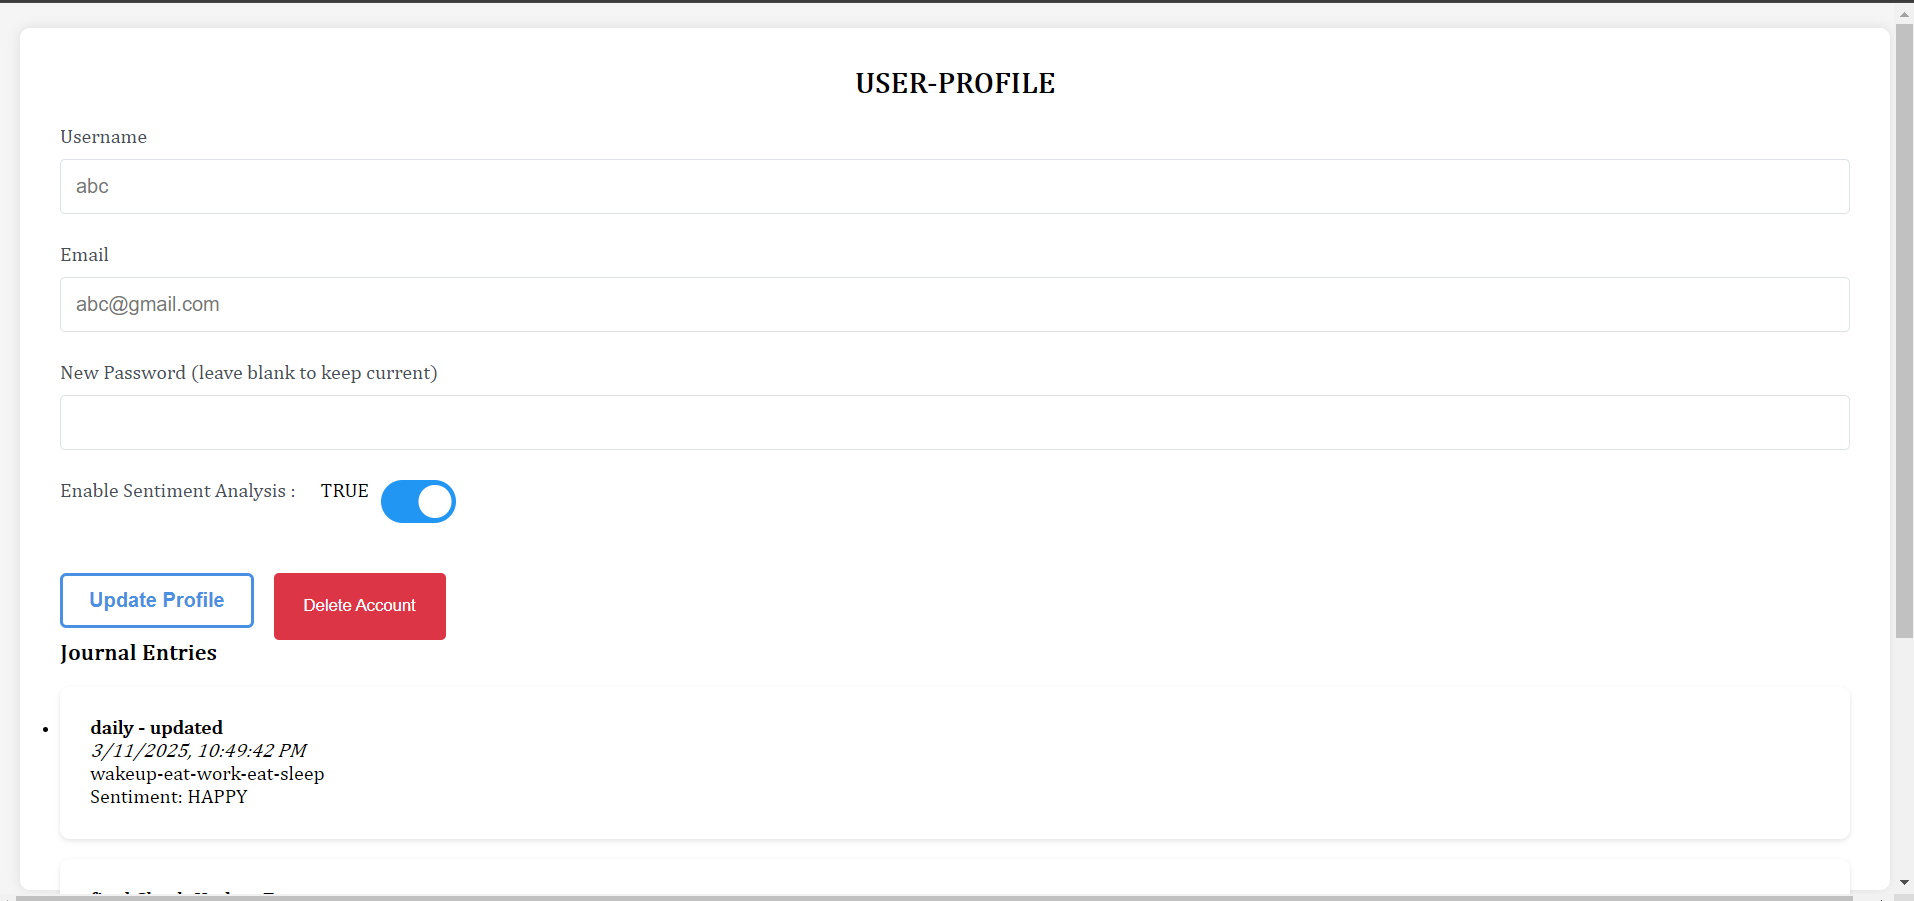 USER-PROFILE
Username
abc
Email
abc@gmail.com
New Password (leave blank to keep current)
Enable Sentiment Analysis : TRUE
Update Profile Delete Account
Journal Entries
daily - updated
3/11/2025, 10:49:42 PM
wakeup-eat-work-eat-sleep
Sentiment: HAPPY